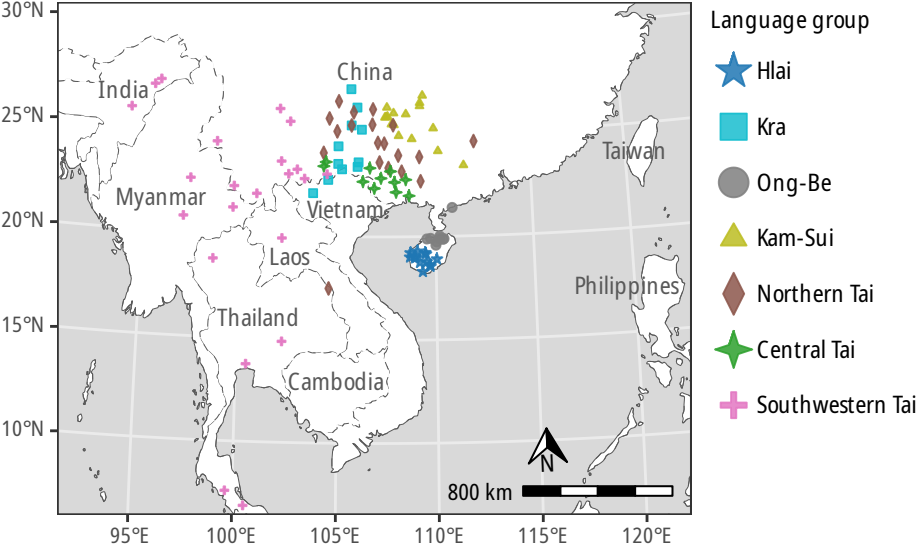 30°N
25°N
20°N
15°N
10°N
95°E
100°E
105°E
110°E
115°E
120°E
China
India
Taiwan
Myanmar
Vietnam
Laos
Philippines
Thailand
Cambodia
N
800 km
Language group
Hlai
Kra
Ong-Be
Kam-Sui
Northern Tai
Central Tai
Southwestern Tai